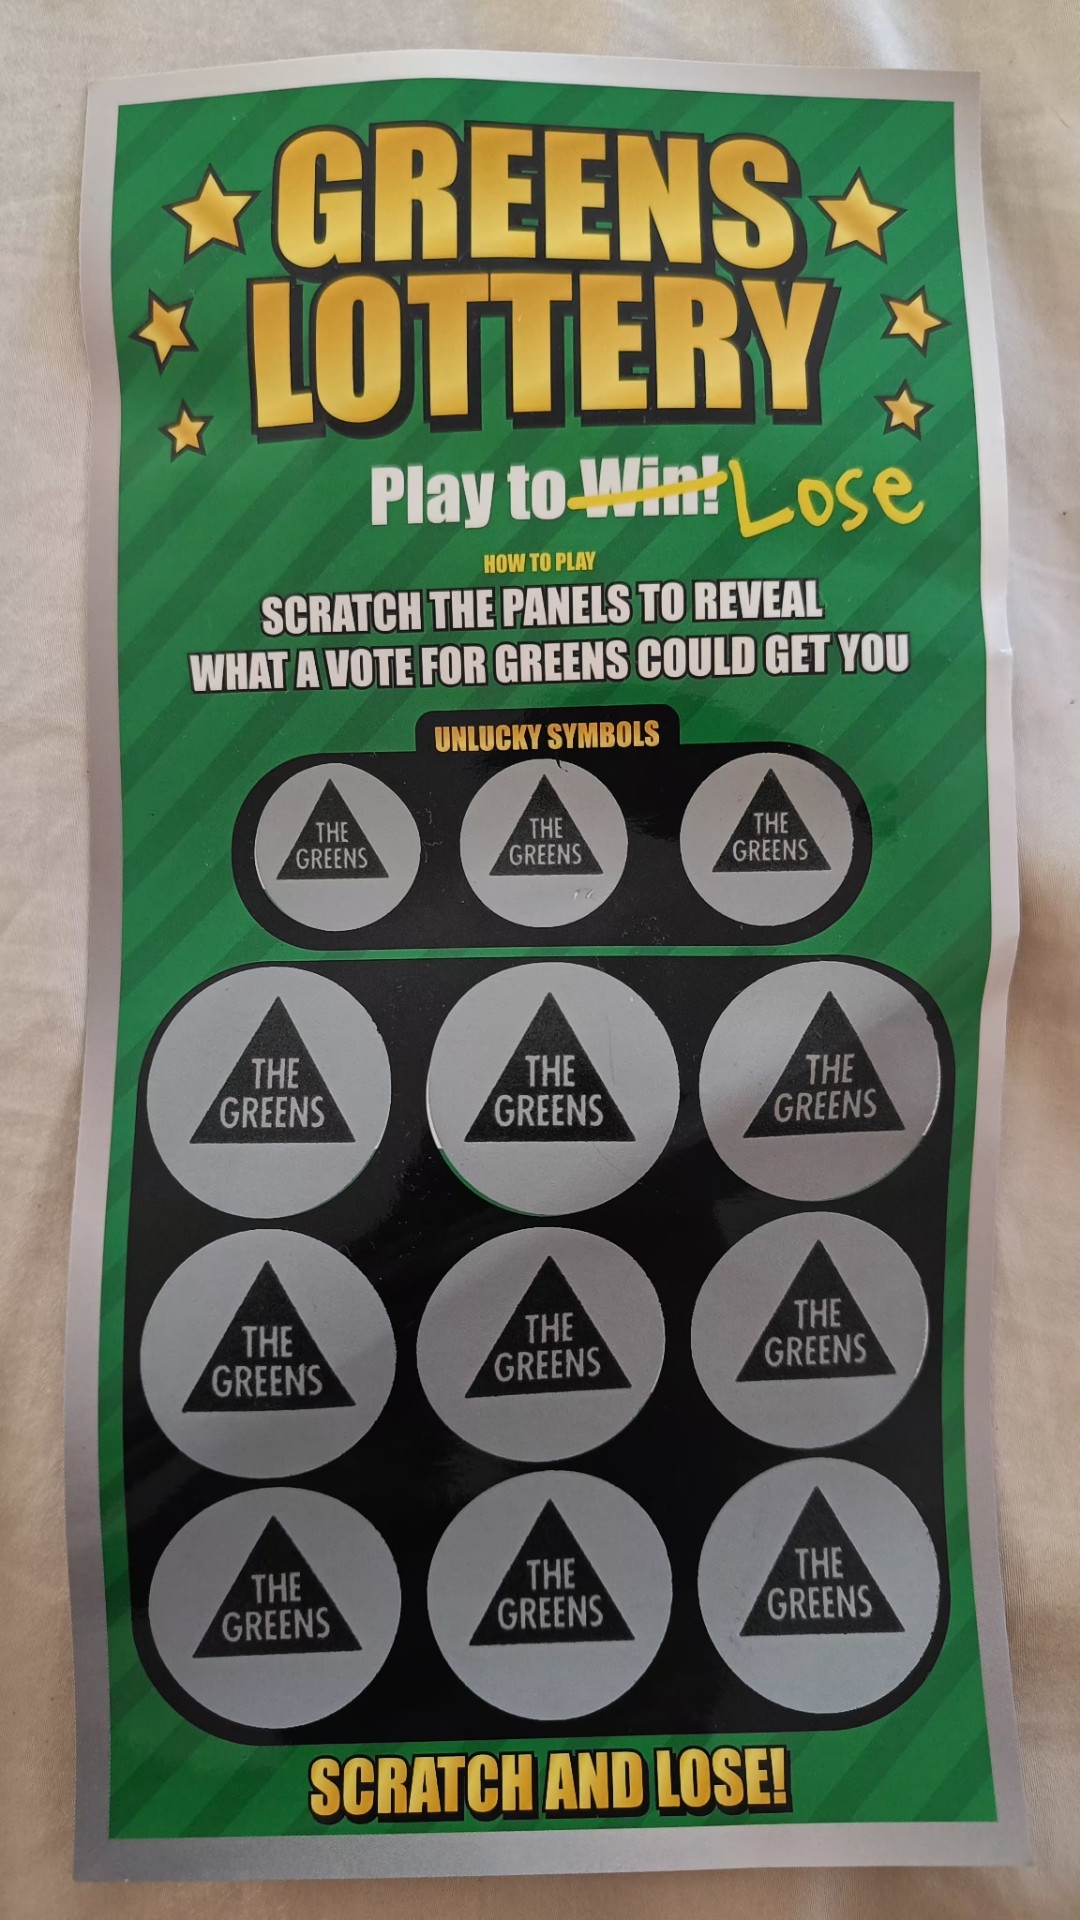 GREENS
LOTTERY
Play to Win! Lose
HOW TO PLAY
SCRATCH THE PANELS TO REVEAL
WHAT A VOTE FOR GREENS COULD GET YOU
UNLUCKY SYMBOLS
THE GREENS
THE GREENS
THE GREENS
THE GREENS
THE GREENS
THE GREENS
THE GREENS
THE GREENS
THE GREENS
THE GREENS
THE GREENS
THE GREENS
SCRATCH AND LOSE!